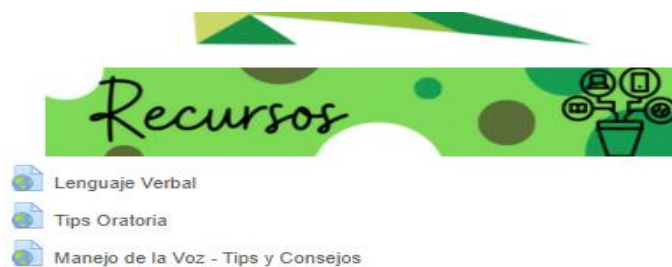 Recursos
Lenguaje Verbal
Tips Oratoria
Manejo de la Voz - Tips y Consejos